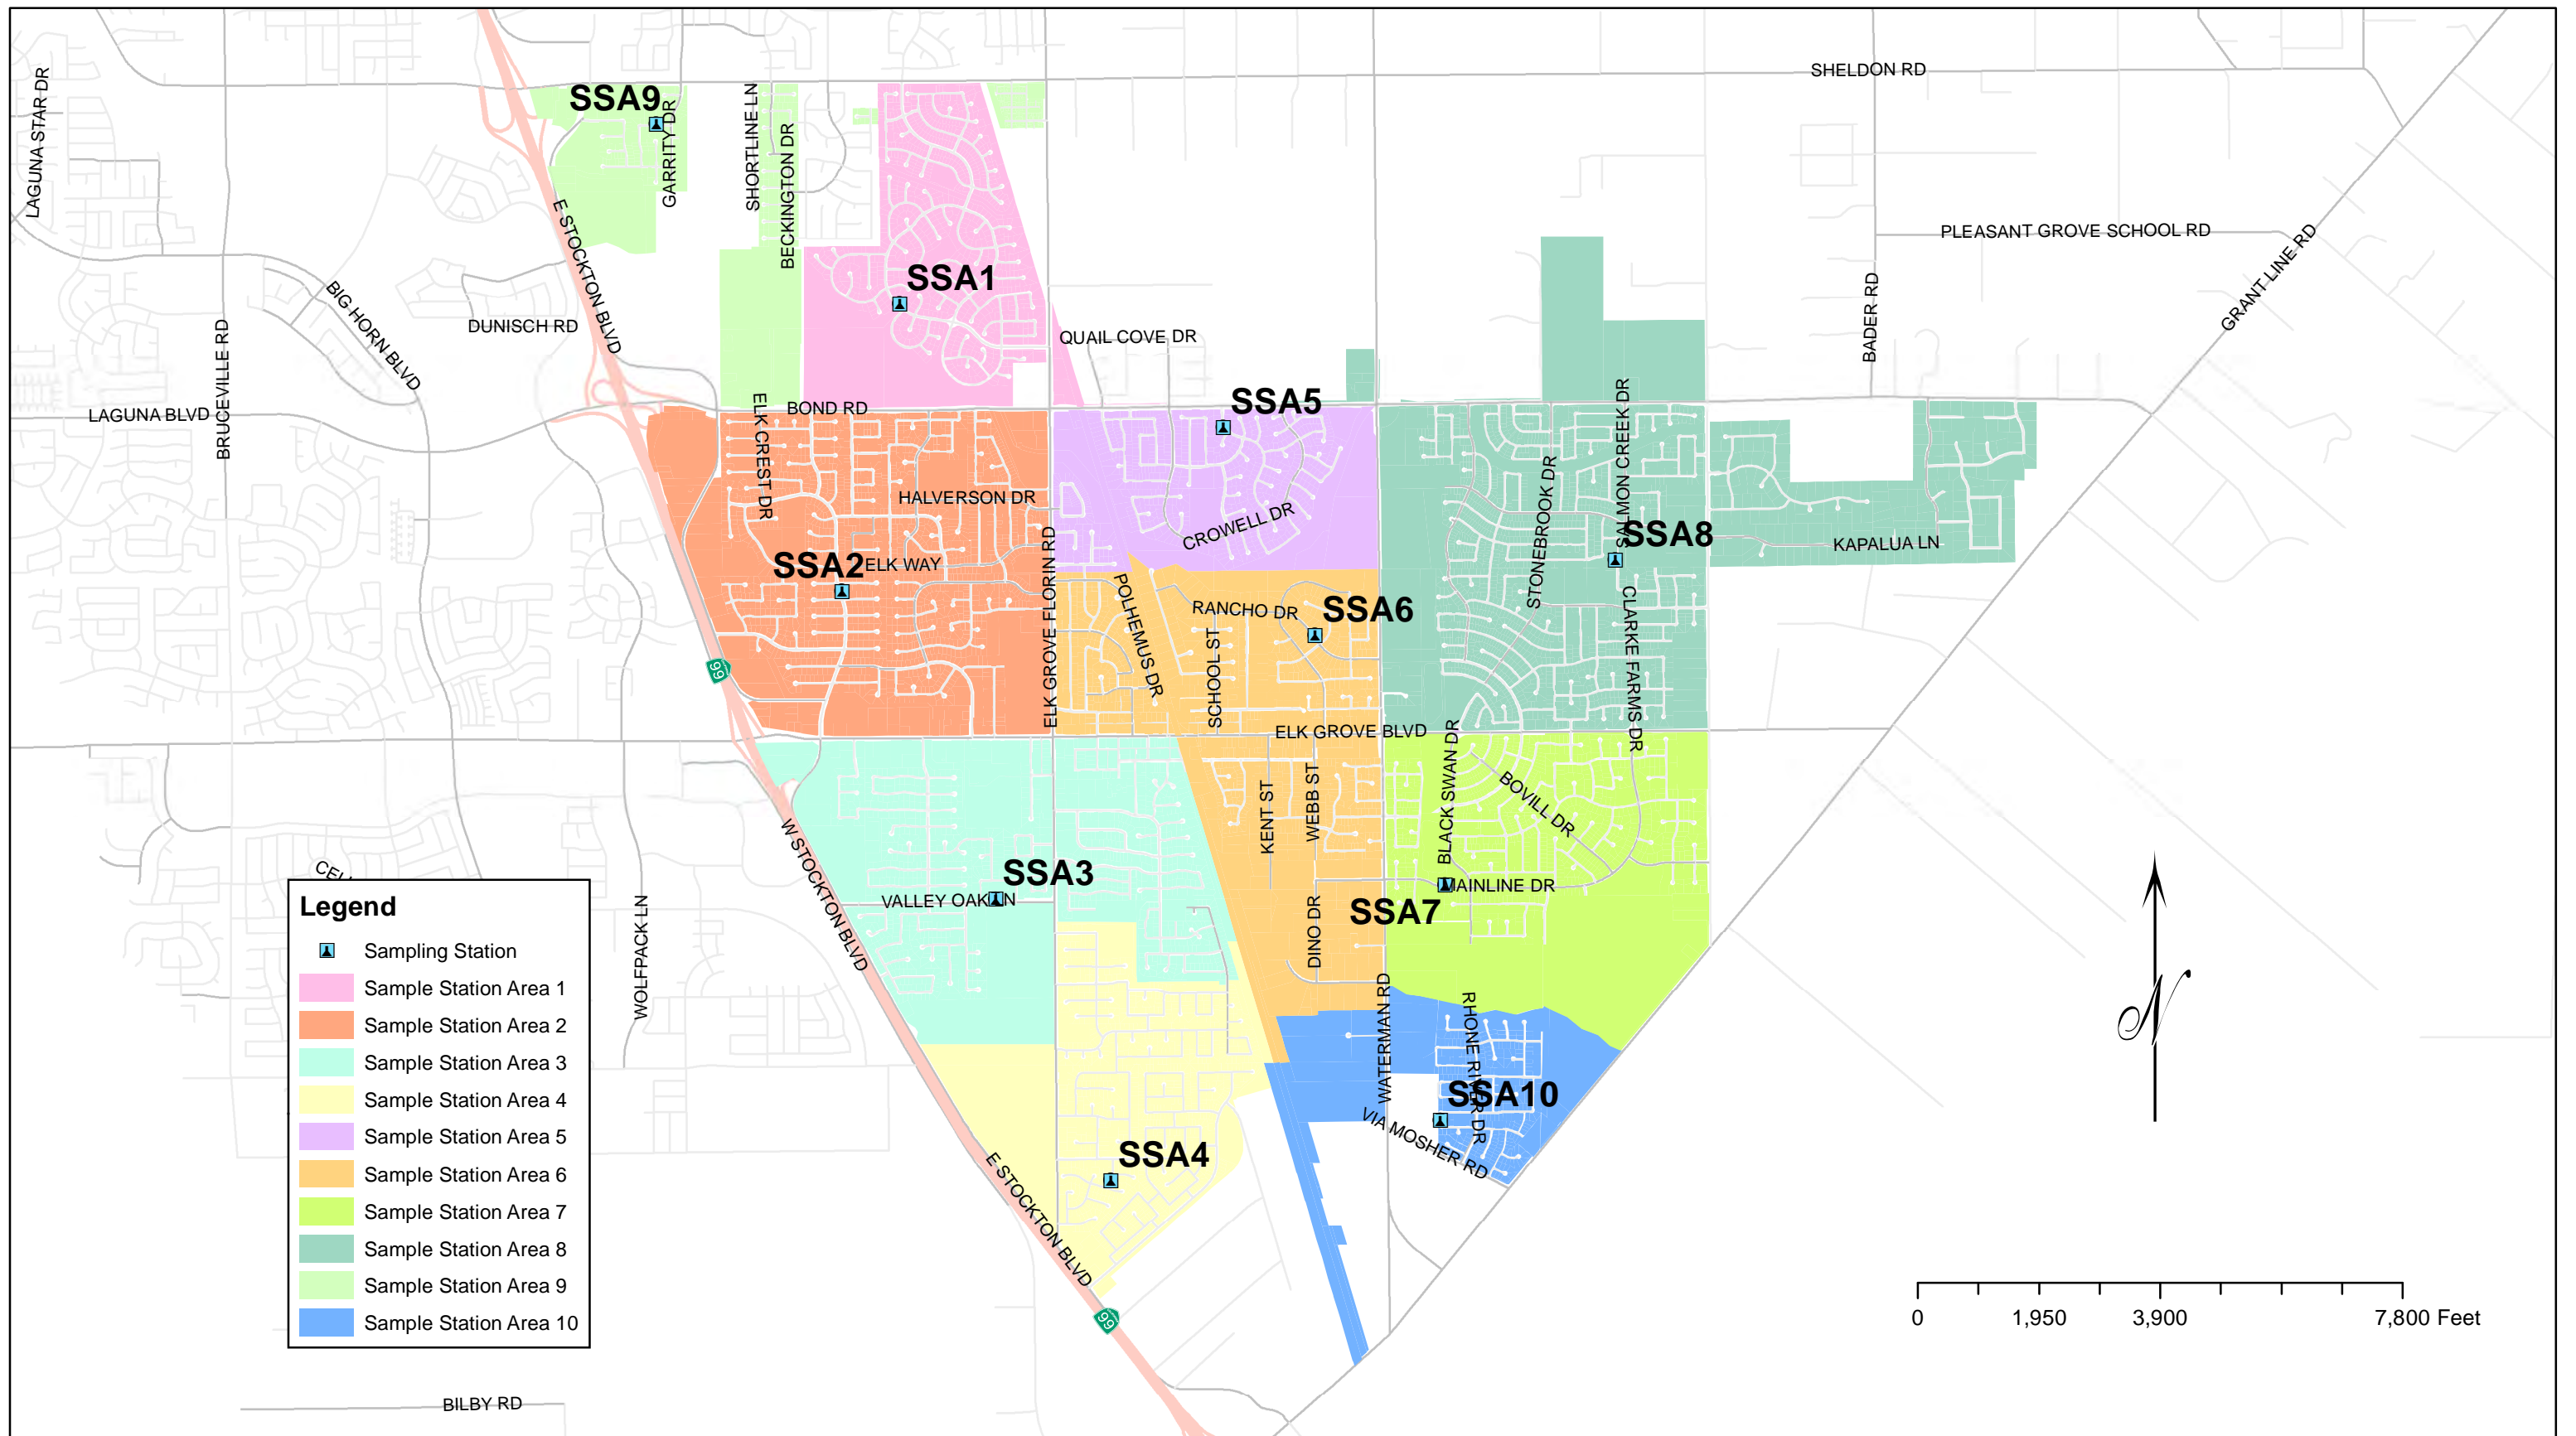 SHELDON RD
LAGUNA STAR DR
SSA9
GARRITY DR
SHORTLINE LN
BECKINGTON DR
E STOCKTON BLVD
PLEASANT GROVE SCHOOL RD
GRANT LINE RD
BADER RD
SSA1
BIG HORN BLVD
DUNISCH RD
BRUCEVILLE RD
QUAIL COVE DR
LAGUNA BLVD
ELK CREST DR
BOND RD
SSA5
SALMON CREEK DR
HALVERSON DR
CROWELL DR
STONEBROOK DR
SSA8
KAPALUA LN
SSA2
ELK WAY
ELK GROVE FLORIN RD
POLHEMUS DR
RANCHO DR
SSA6
SCHOOL ST
CLARKE FARMS DR
99
ELK GROVE BLVD
BLACK SWAN DR
BOVILL DR
KENT ST
WEBB ST
W STOCKTON BLVD
SSA3
VALLEY OAK LN
MAINLINE DR
SSA7
DINO DR
WOLFPACK LN
WATERMAN RD
RHONE RIVER DR
SSA10
VIA MOSHER RD
SSA4
E STOCKTON BLVD
99
BILBY RD
Legend
Sampling Station
Sample Station Area 1
Sample Station Area 2
Sample Station Area 3
Sample Station Area 4
Sample Station Area 5
Sample Station Area 6
Sample Station Area 7
Sample Station Area 8
Sample Station Area 9
Sample Station Area 10
N
0 1,950 3,900 7,800 Feet